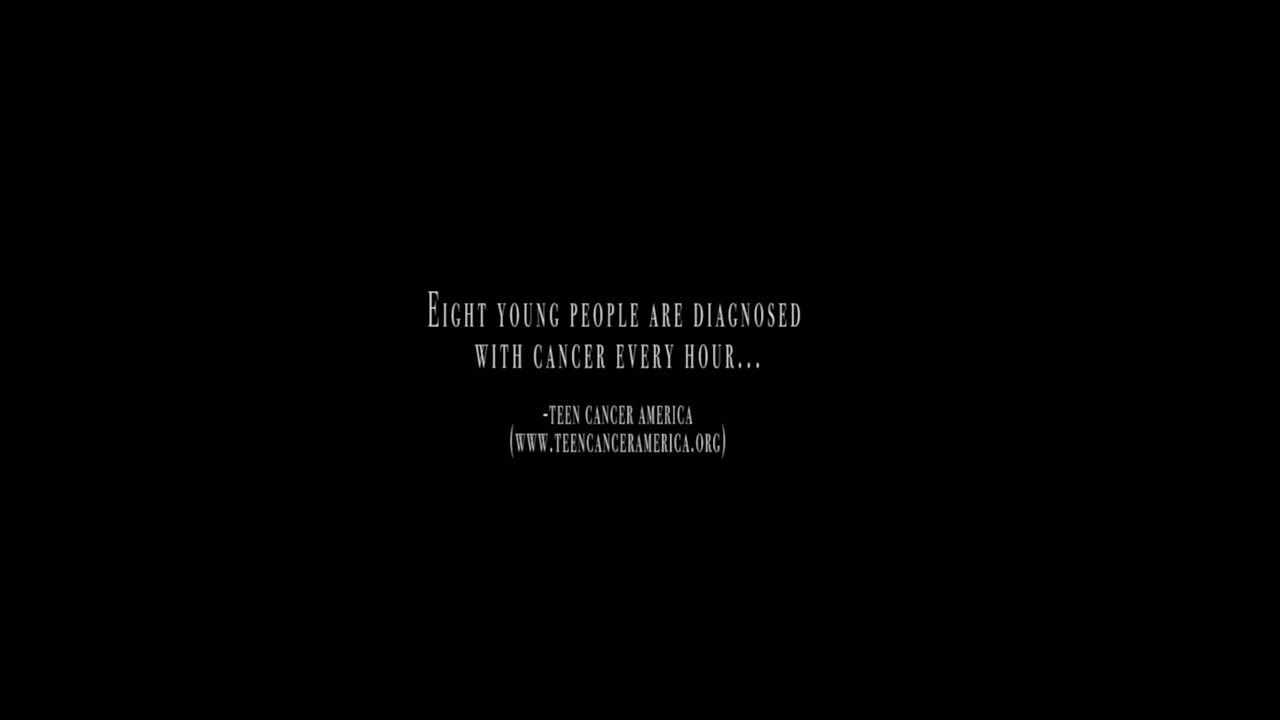 Eight young people are diagnosed
with cancer every hour...
-Teen Cancer America
(www.teencanceramerica.org)